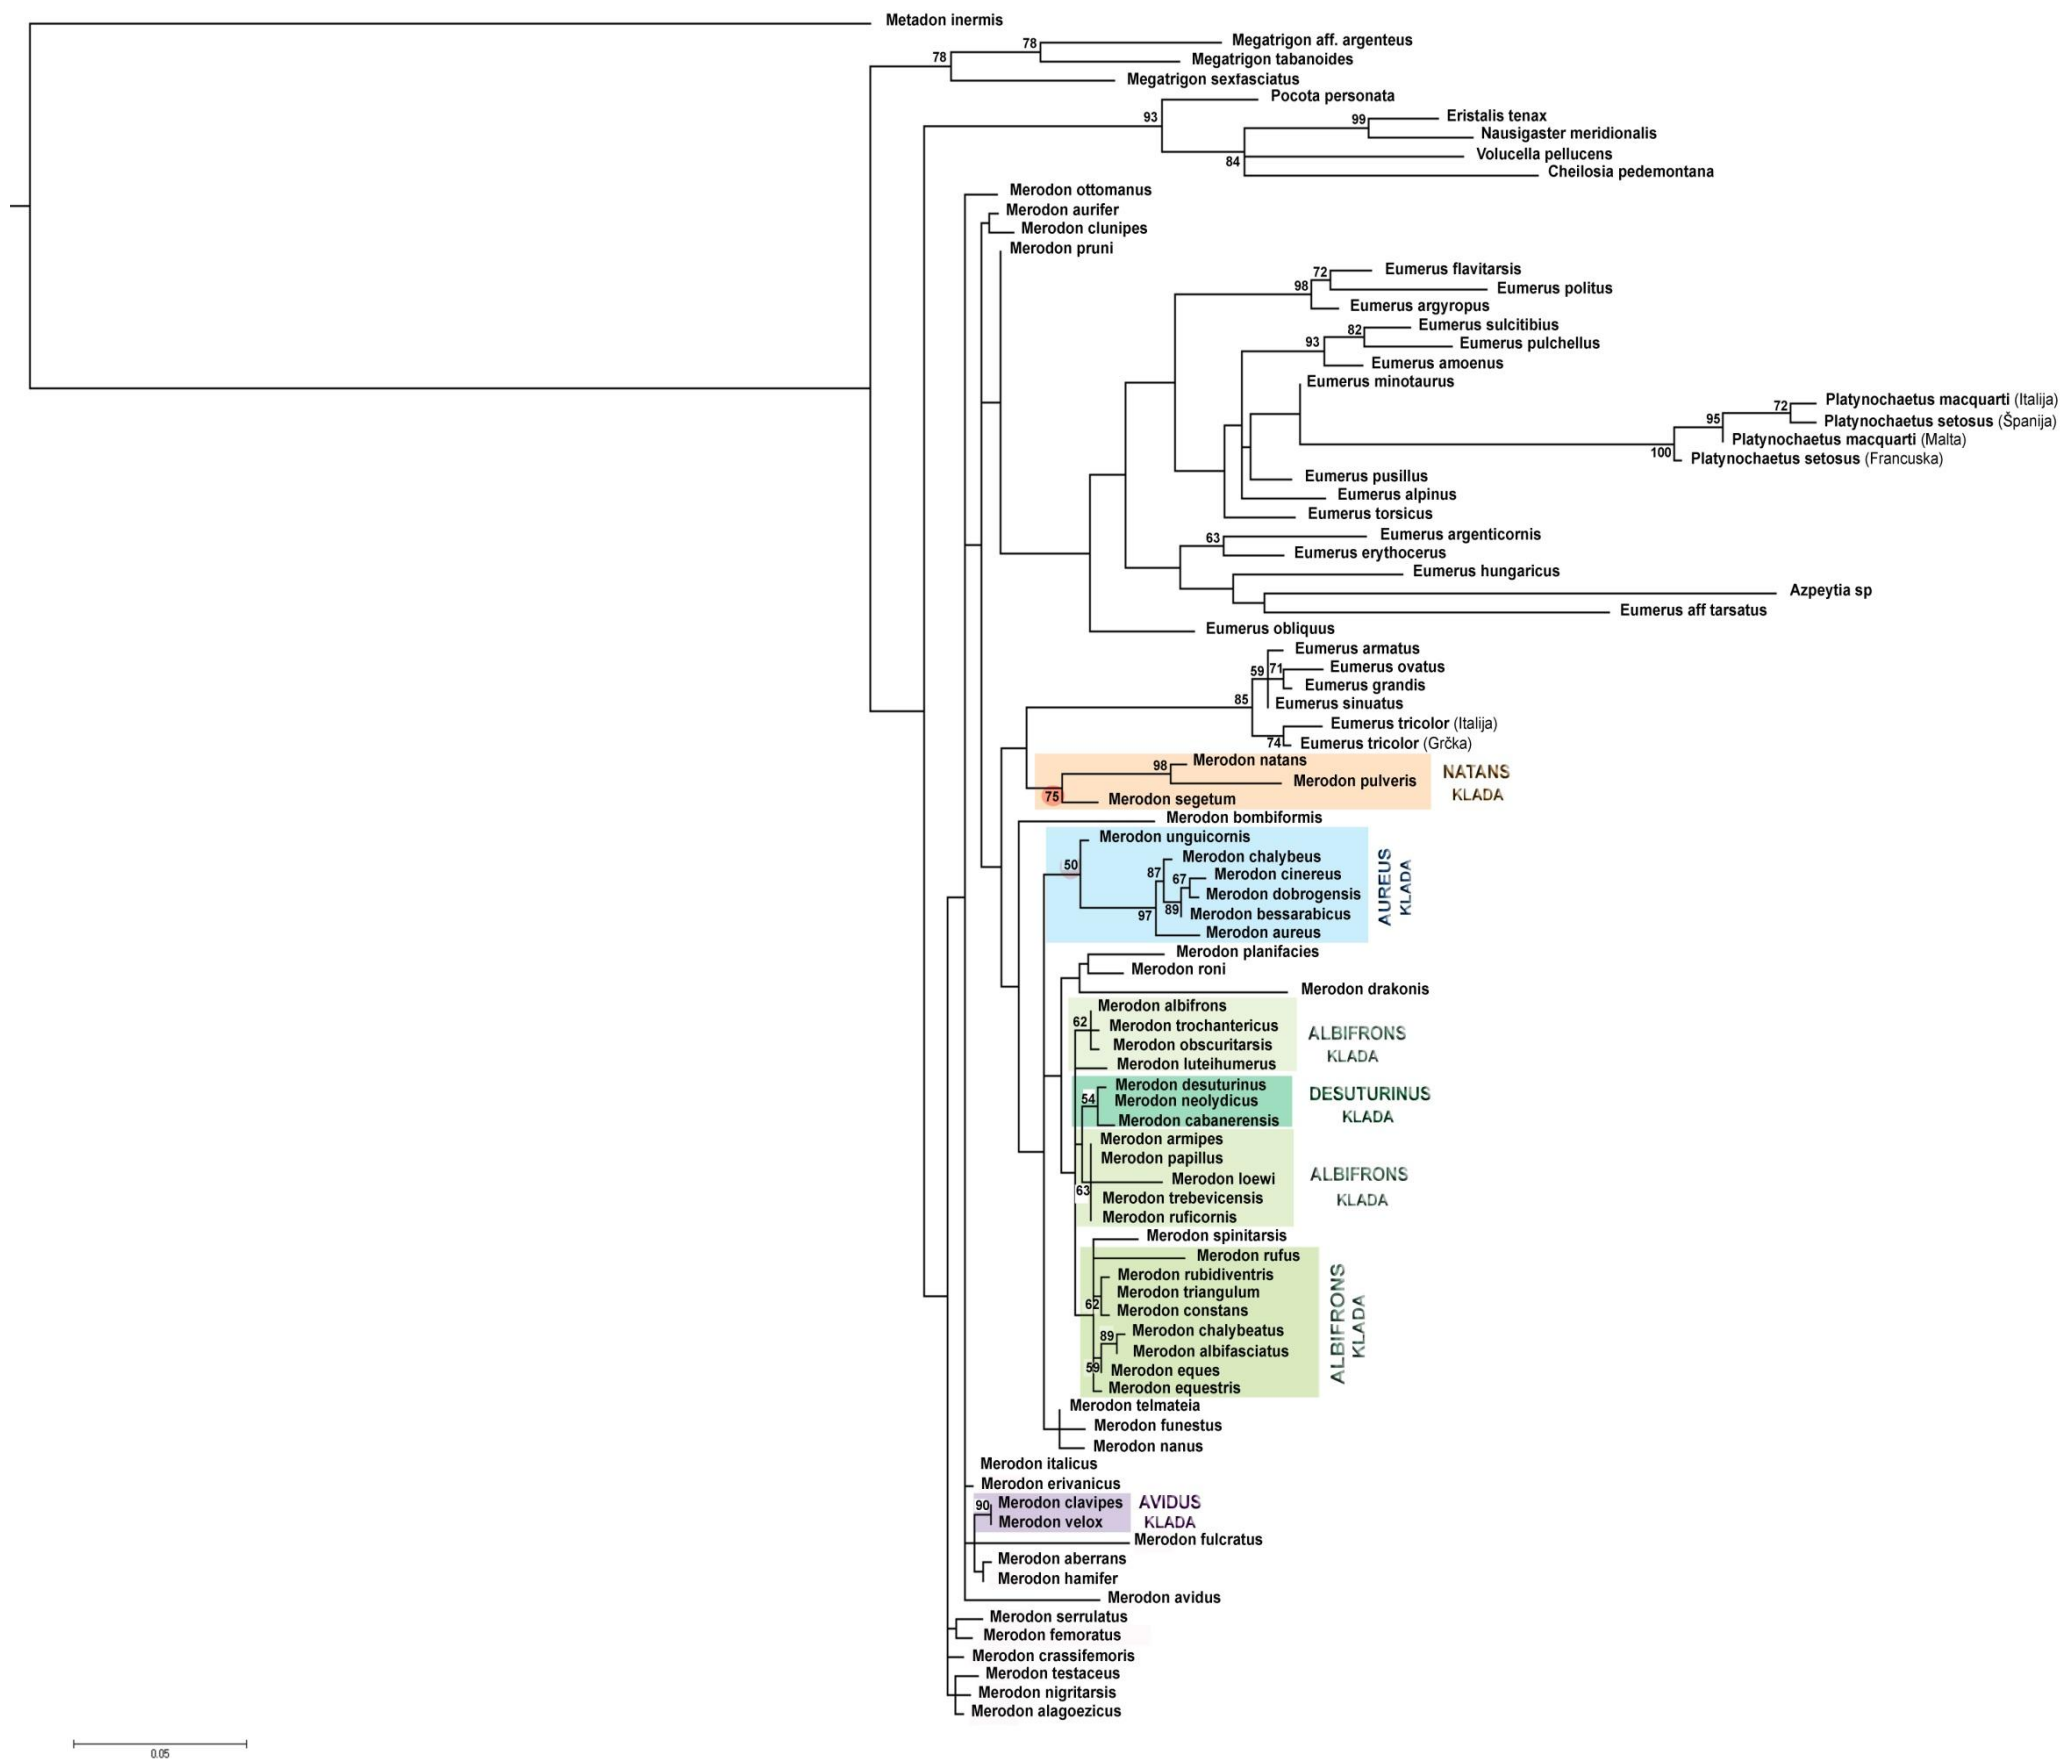 Metadon inermis
Megatrigon aff. argenteus
78
Megatrigon tabanoides
78
Megatrigon sexfasciatus
Pocota personata
93
Eristalis tenax
99
Nausigaster meridionalis
Volucella pellucens
84
Cheilosia pedemontana
Merodon ottomanus
Merodon aurifer
Merodon clunipes
Merodon pruni
Eumerus flavitarsis
72
98
Eumerus politus
Eumerus argyropus
Eumerus sulcitibius
82
93
Eumerus pulchellus
Eumerus amoenus
Eumerus minotaurus
Platynochaetus macquarti (Italija)
72
95
Platynochaetus setosus (Španija)
Platynochaetus macquarti (Malta)
100
Platynochaetus setosus (Francuska)
Eumerus pusillus
Eumerus alpinus
Eumerus torsicus
Eumerus argenticornis
63
Eumerus erythocerus
Eumerus hungaricus
Azpeytia sp
Eumerus aff tarsatus
Eumerus obliquus
Eumerus armatus
59
71
Eumerus ovatus
Eumerus grandis
85
Eumerus sinuatus
Eumerus tricolor (Italija)
74
Eumerus tricolor (Grčka)
Merodon natans
98
Merodon pulveris
75
Merodon segetum
NATANS
KLADA
Merodon bombiformis
Merodon unguicornis
50
Merodon chalybeus
87
67
Merodon cinereus
Merodon dobrogensis
97
89
Merodon bessarabicus
Merodon aureus
AUREUS
KLADA
Merodon planifacies
Merodon roni
Merodon drakonis
Merodon albifrons
62
Merodon trochantericus
Merodon obscuritarsis
Merodon luteihumerus
ALBIFRONS
KLADA
Merodon desuturinus
54
Merodon neolydicus
Merodon cabanerensis
DESUTURINUS
KLADA
Merodon armipes
Merodon papillus
Merodon loewi
63
Merodon trebevicensis
Merodon ruficornis
ALBIFRONS
KLADA
Merodon spinitarsis
Merodon rufus
Merodon rubidiventris
Merodon triangulum
62
Merodon constans
Merodon chalybeatus
89
Merodon albifasciatus
59
Merodon eques
Merodon equestris
ALBIFRONS
KLADA
Merodon telmateia
Merodon funestus
Merodon nanus
Merodon italicus
Merodon erivanicus
90
Merodon clavipes
Merodon velox
AVIDUS
KLADA
Merodon fulcratus
Merodon aberrans
Merodon hamifer
Merodon avidus
Merodon serrulatus
Merodon femoratus
Merodon crassifemoris
Merodon testaceus
Merodon nigritarsis
Merodon alagoezicus
0.05